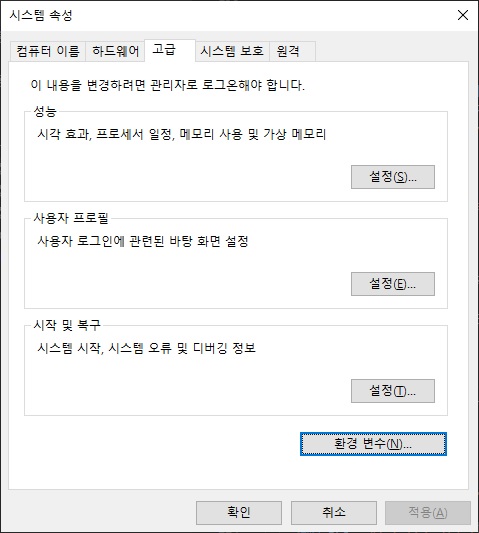 시스템 속성
컴퓨터 이름 하드웨어 고급 시스템 보호 원격
이 내용을 변경하려면 관리자로 로그온해야 합니다.
성능
시각 효과, 프로세서 일정, 메모리 사용 및 가상 메모리
설정(S)...
사용자 프로필
사용자 로그인에 관련된 바탕 화면 설정
설정(E)...
시작 및 복구
시스템 시작, 시스템 오류 및 디버깅 정보
설정(T)...
환경 변수(N)...
확인 취소 적용(A)